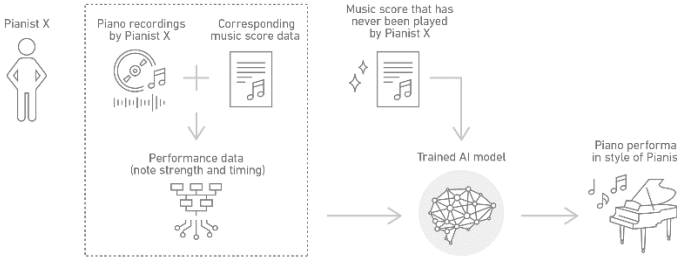 Pianist X
Piano recordings
by Pianist X
Corresponding
music score data
Music score that has
never been played
by Pianist X
Performance data
(note strength and timing)
Trained AI model
Piano performa
in style of Pianis